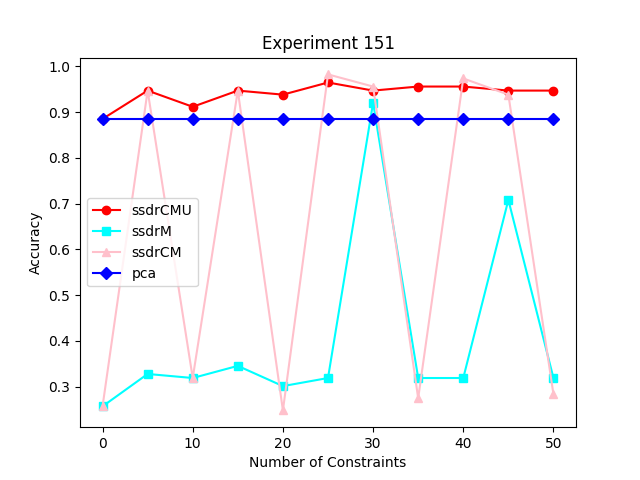 Experiment 151
1.0
0.9
0.8
0.7
0.6
0.5
0.4
0.3
Accuracy
ssdrCMU
ssdrM
ssdrCM
pca
0 10 20 30 40 50
Number of Constraints